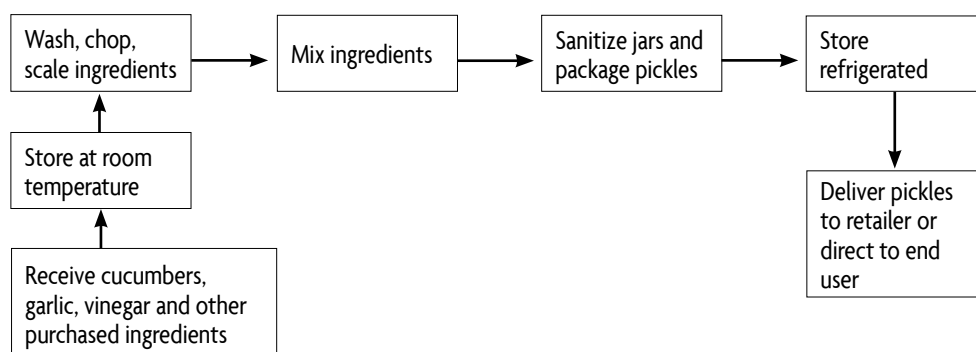 Wash, chop,
scale ingredients
Mix ingredients
Sanitize jars and
package pickles
Store
refrigerated
Store at room
temperature
Deliver pickles
to retailer or
direct to end
user
Receive cucumbers,
garlic, vinegar and other
purchased ingredients